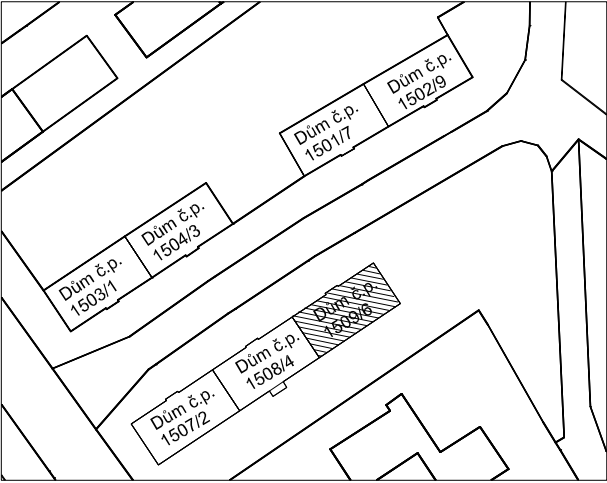 Dům č.p.
1502/9
Dům č.p.
1501/7
Dům č.p.
1504/3
Dům č.p.
1503/1
Dům č.p.
1509/6
Dům č.p.
1508/4
Dům č.p.
1507/2